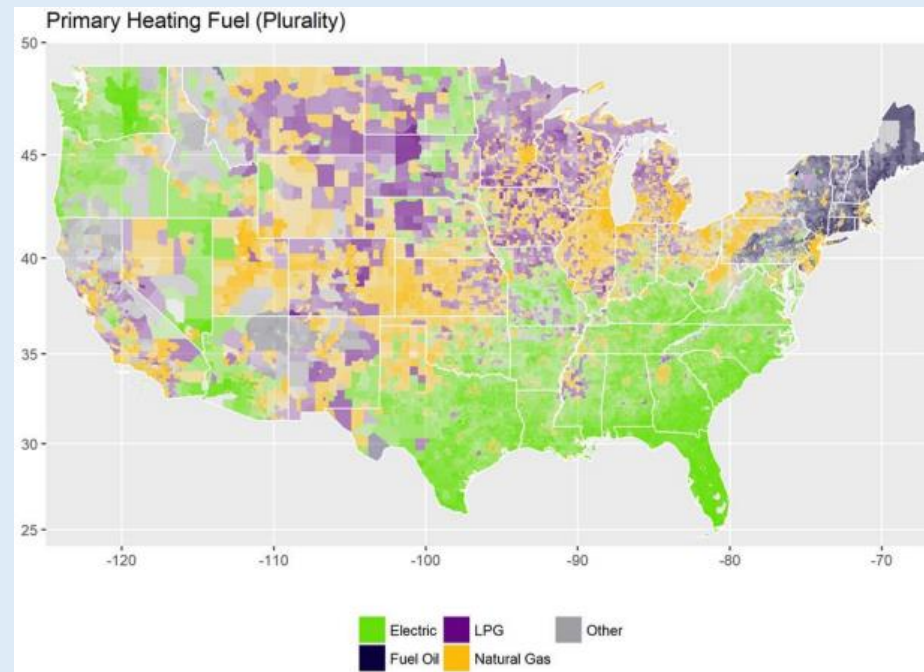 Primary Heating Fuel (Plurality)
50
45
40
35
30
25
-120 -110 -100 -90 -80 -70
Electric LPG Other
Fuel Oil Natural Gas